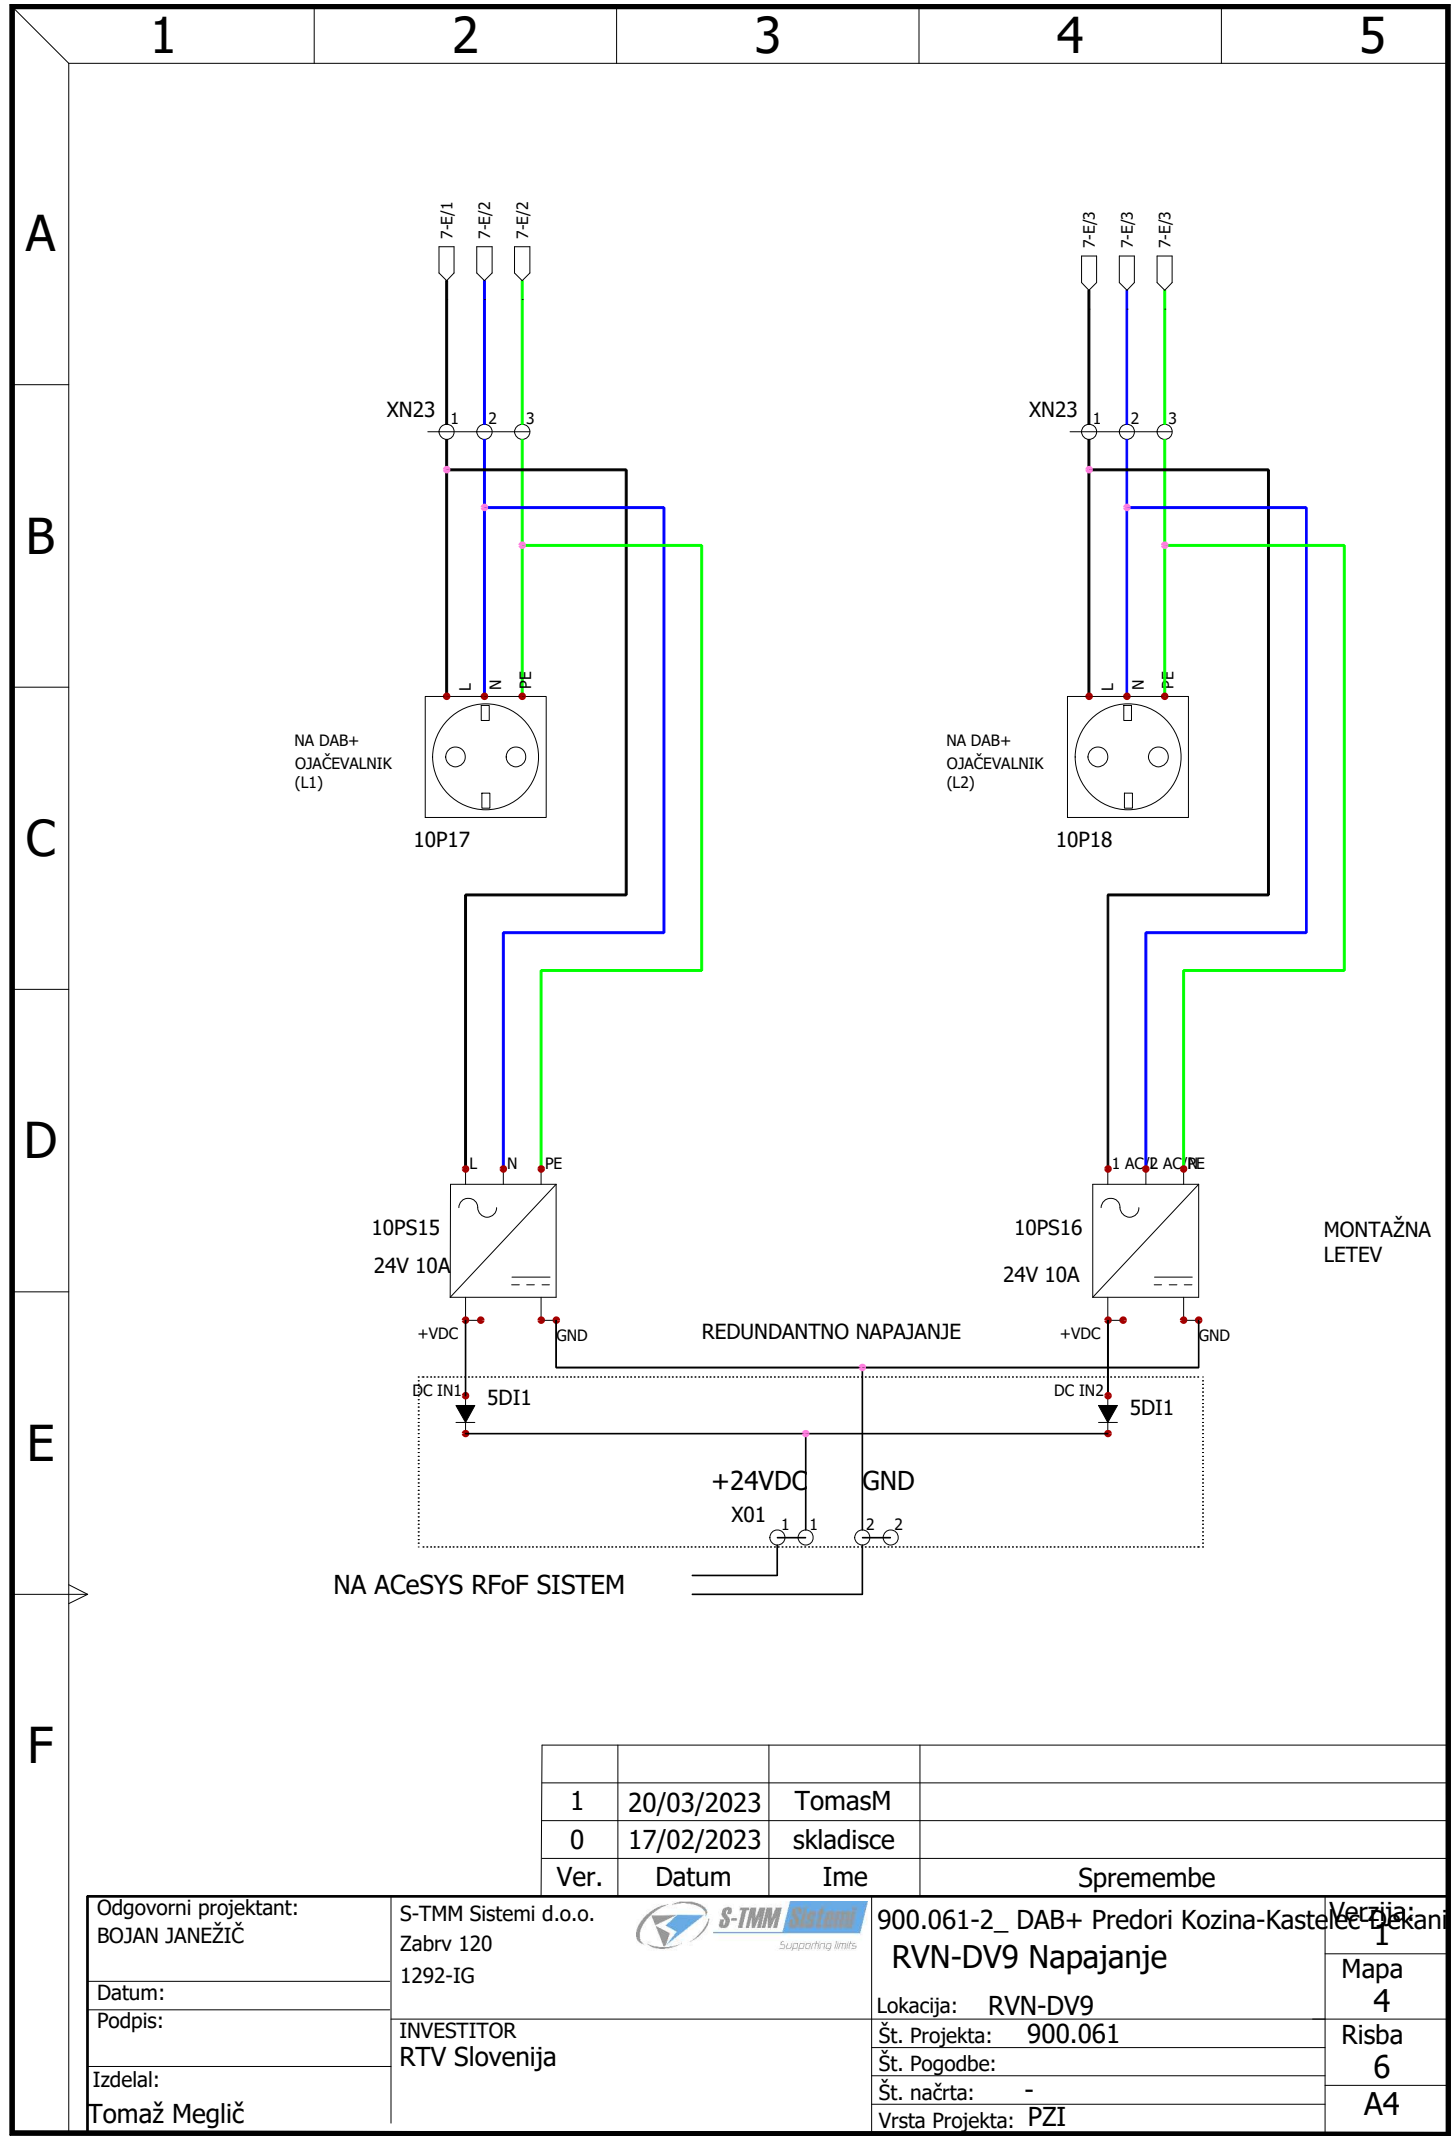 1 2 3 4 5
A
B
C
D
E
F
7-E/1 7-E/2 7-E/2
7-E/3 7-E/3 7-E/3
XN23 1 2 3
XN23 1 2 3
L N PE
L N PE
NA DAB+
OJAČEVALNIK
(L1)
10P17
NA DAB+
OJAČEVALNIK
(L2)
10P18
L N PE
10PS15
24V 10A
+VDC GND
1 AC/L 2 AC/N PE
10PS16
24V 10A
+VDC GND
MONTAŽNA
LETEV
REDUNDANTNO NAPAJANJE
DC IN1 5DI1
DC IN2 5DI1
+24VDC GND
X01 1 1 2 2
NA ACeSYS RFoF SISTEM
1 20/03/2023 TomasM
0 17/02/2023 skladisce
Ver. Datum Ime Spremembe
Odgovorni projektant:
BOJAN JANEŽIČ
Datum:
Podpis:
Izdelal:
Tomaž Meglič
S-TMM Sistemi d.o.o.
Zabrv 120
1292-IG
S-TMM Sistemi
Supporting limits
INVESTITOR
RTV Slovenija
900.061-2_ DAB+ Predori Kozina-Kastelec-Dekani
RVN-DV9 Napajanje
Lokacija: RVN-DV9
Št. Projekta: 900.061
Št. Pogodbe:
Št. načrta: -
Vrsta Projekta: PZI
Verzija:
1
Mapa
4
Risba
6
A4